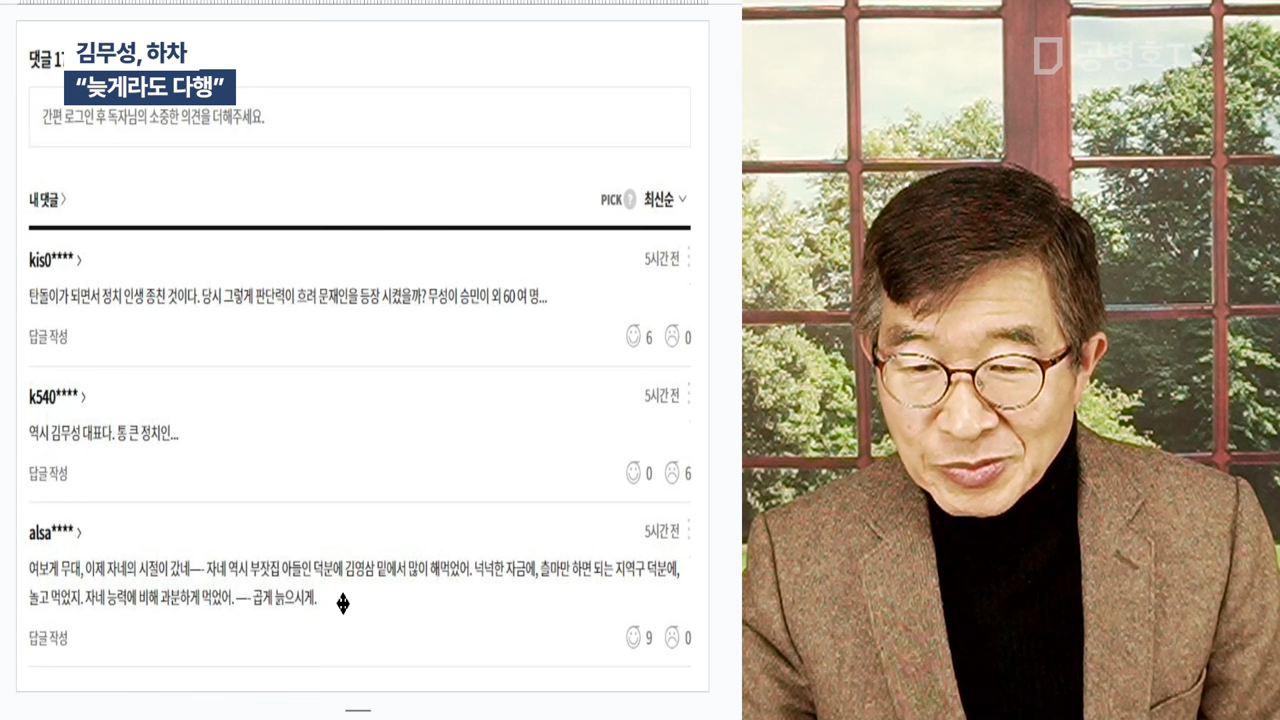 댓글 1
김무성, 하차
“늦게라도 다행”
간편 로그인 후 독자님의 소중한 의견을 더해주세요.
내 댓글 〉
PICK ? 최신순
kis0**** 〉
5시간 전
탄돌이가 되면서 정치 인생 종친 것이다. 당시 그렇게 판단력이 흐려 문재인을 등장 시켰을까? 무성이 승민이 외 60 여 명...
답글 작성
6 0
k540**** 〉
5시간 전
역시 김무성 대표다. 통 큰 정치인...
답글 작성
0 6
alsa**** 〉
5시간 전
여보게 무대, 이제 자네의 시절이 갔네—- 자네 역시 부잣집 아들인 덕분에 김영삼 밑에서 많이 해먹었어. 넉넉한 자금에, 츨마만 하면 되는 지역구 덕분에,
놀고 먹었지. 자네 능력에 비해 과분하게 먹었어. —- 곱게 늙으시게.
답글 작성
9 0
공병호TV